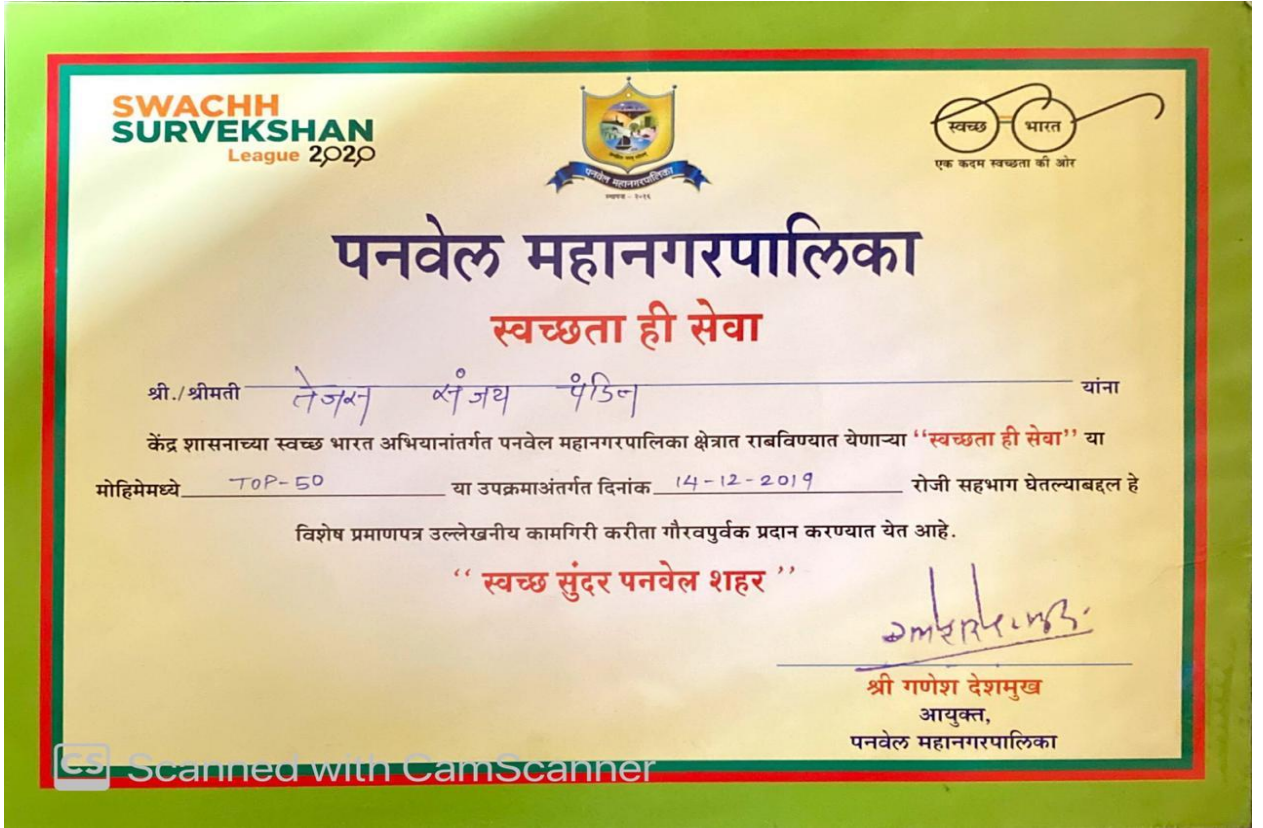 SWACHH
SURVEKSHAN
League 2020
पनवेल महानगरपालिका
स्वच्छ भारत
एक कदम स्वच्छता की ओर
पनवेल महानगरपालिका
स्वच्छता ही सेवा
श्री./श्रीमती तेजस संजय पंडित यांना
केंद्र शासनाच्या स्वच्छ भारत अभियानांतर्गत पनवेल महानगरपालिका क्षेत्रात राबविण्यात येणाऱ्या ''स्वच्छता ही सेवा'' या
मोहिमेमध्ये TOP-50 या उपक्रमाअंतर्गत दिनांक 14-12-2019 रोजी सहभाग घेतल्याबद्दल हे
विशेष प्रमाणपत्र उल्लेखनीय कामगिरी करीता गौरवपुर्वक प्रदान करण्यात येत आहे.
'' स्वच्छ सुंदर पनवेल शहर ''
श्री गणेश देशमुख
आयुक्त,
पनवेल महानगरपालिका
CS Scanned with CamScanner